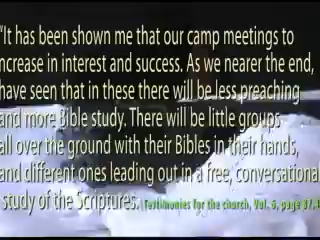 "It has been shown me that our camp meetings to
ncrease in interest and success. As we nearer the end,
have seen that in these there will be less preaching
and more Bible study. There will be little groups
all over the ground with their Bibles in their hands,
and different ones leading out in a free, conversational
study of the Scriptures. Testimonies for the church, Vol. 6, page 87,